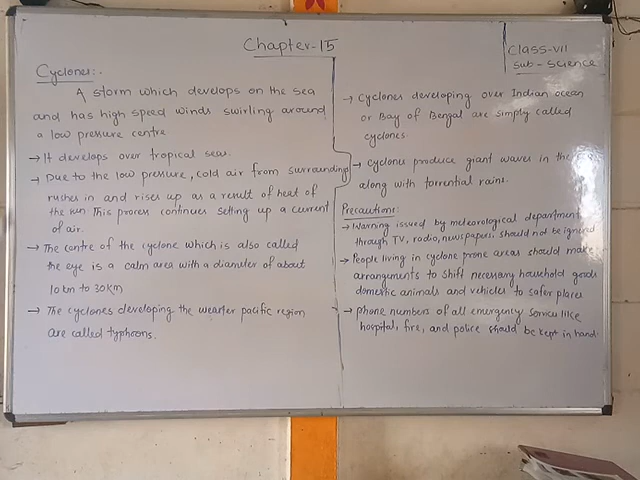 Chapter-15
Class-VII
Sub-Science
Cyclones:.
A storm which develops on the sea
and has high speed winds swirling around
a low pressure centre
→ It develops over tropical seas.
→ Due to the low pressure, cold air from surrounding
rushes in and rises up as a result of heat of
the sun This process continues setting up a current
of air.
→ The centre of the cyclone which is also called
the eye is a calm area with a diameter of about
10km to 30km
→ The cyclones developing the wearter pacific region
are called typhoons.
→ Cyclones developing over Indian ocean
or Bay of Bengal are simply called
cyclones.
→ cyclones produce giant waves in the
along with torrential rains.
Precautions:
→ Warning issued by meteorological department
through TV, radio, newspapers, should not be ignored
→ People living in cyclone prone areas should make
arrangements to shift necessary household goods
domestic animals and vehicles to safer places
→ phone numbers of all emergency service like
hospital, fire, and police should be kept in hand.